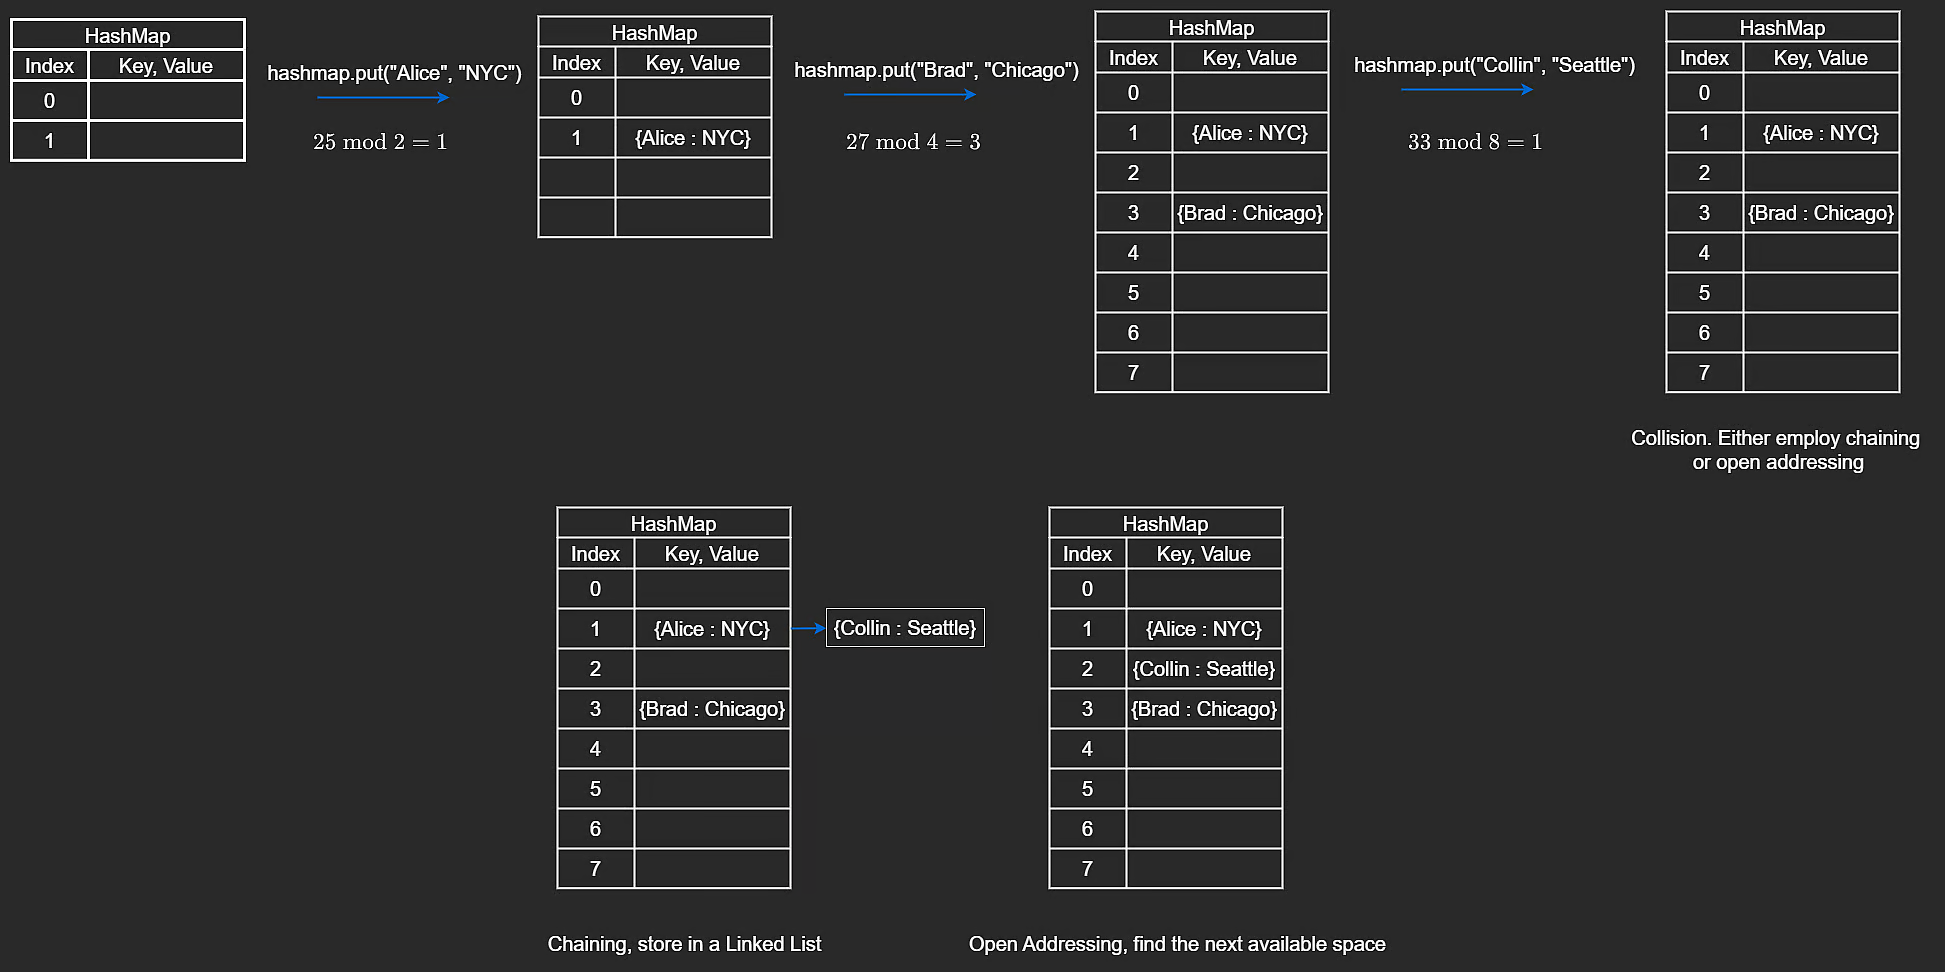 HashMap
Index Key, Value
0
1
hashmap.put("Alice", "NYC")
25 mod 2 = 1
HashMap
Index Key, Value
0
1 {Alice : NYC}
hashmap.put("Brad", "Chicago")
27 mod 4 = 3
HashMap
Index Key, Value
0
1 {Alice : NYC}
2
3 {Brad : Chicago}
4
5
6
7
hashmap.put("Collin", "Seattle")
33 mod 8 = 1
HashMap
Index Key, Value
0
1 {Alice : NYC}
2
3 {Brad : Chicago}
4
5
6
7
Collision. Either employ chaining
or open addressing
HashMap
Index Key, Value
0
1 {Alice : NYC} {Collin : Seattle}
2
3 {Brad : Chicago}
4
5
6
7
Chaining, store in a Linked List
HashMap
Index Key, Value
0
1 {Alice : NYC}
2 {Collin : Seattle}
3 {Brad : Chicago}
4
5
6
7
Open Addressing, find the next available space